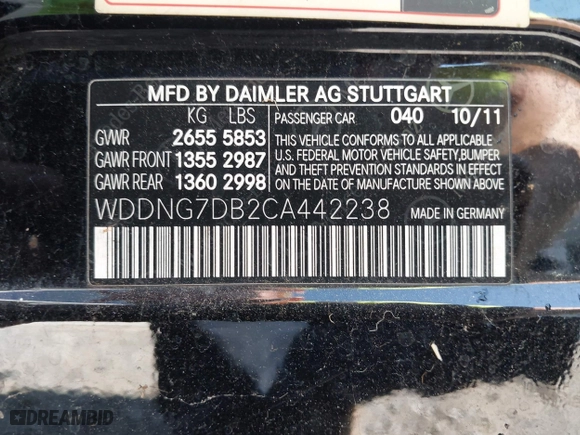 MFD BY DAIMLER AG STUTTGART
KG LBS PASSENGER CAR 040 10/11
GVWR 2655 5853
GAWR FRONT 1355 2987
GAWR REAR 1360 2998
THIS VEHICLE CONFORMS TO ALL APPLICABLE
U.S. FEDERAL MOTOR VEHICLE SAFETY,BUMPER
AND THEFT PREVENTION STANDARDS IN EFFECT
ON THE DATE OF MANUFACTURE SHOWN ABOVE.
WDDNG7DB2CA442238 MADE IN GERMANY
DREAMBID